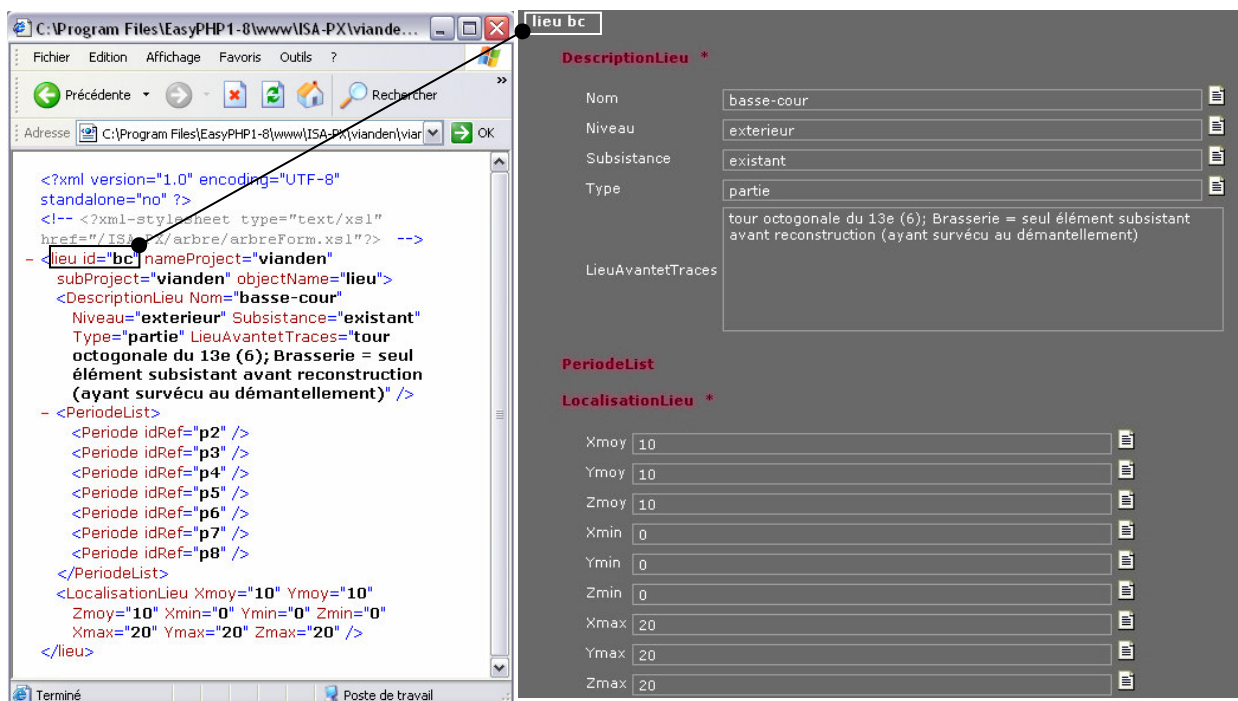 C:\Program Files\EasyPHP1-8\www\ISA-PX\viande...
Fichier Edition Affichage Favoris Outils ?
Précédente Rechercher »
Adresse C:\Program Files\EasyPHP1-8\www\ISA-PX\vianden\viar OK
<?xml version="1.0" encoding="UTF-8"
standalone="no" ?>
<!-- <?xml-stylesheet type="text/xsl"
href="/ISA-PX/arbre/arbreForm.xsl"?> -->
- <lieu id="bc" nameProject="vianden"
subProject="vianden" objectName="lieu">
<DescriptionLieu Nom="basse-cour"
Niveau="exterieur" Subsistance="existant"
Type="partie" LieuAvantetTraces="tour
octogonale du 13e (6); Brasserie = seul
élément subsistant avant reconstruction
(ayant survécu au démantellement)" />
- <PeriodeList>
<Periode idRef="p2" />
<Periode idRef="p3" />
<Periode idRef="p4" />
<Periode idRef="p5" />
<Periode idRef="p6" />
<Periode idRef="p7" />
<Periode idRef="p8" />
</PeriodeList>
<LocalisationLieu Xmoy="10" Ymoy="10"
Zmoy="10" Xmin="0" Ymin="0" Zmin="0"
Xmax="20" Ymax="20" Zmax="20" />
</lieu>
Terminé Poste de travail
lieu bc
DescriptionLieu *
Nom basse-cour
Niveau exterieur
Subsistance existant
Type partie
LieuAvantetTraces tour octogonale du 13e (6); Brasserie = seul élément subsistant
avant reconstruction (ayant survécu au démantellement)
PeriodeList
LocalisationLieu *
Xmoy 10
Ymoy 10
Zmoy 10
Xmin 0
Ymin 0
Zmin 0
Xmax 20
Ymax 20
Zmax 20